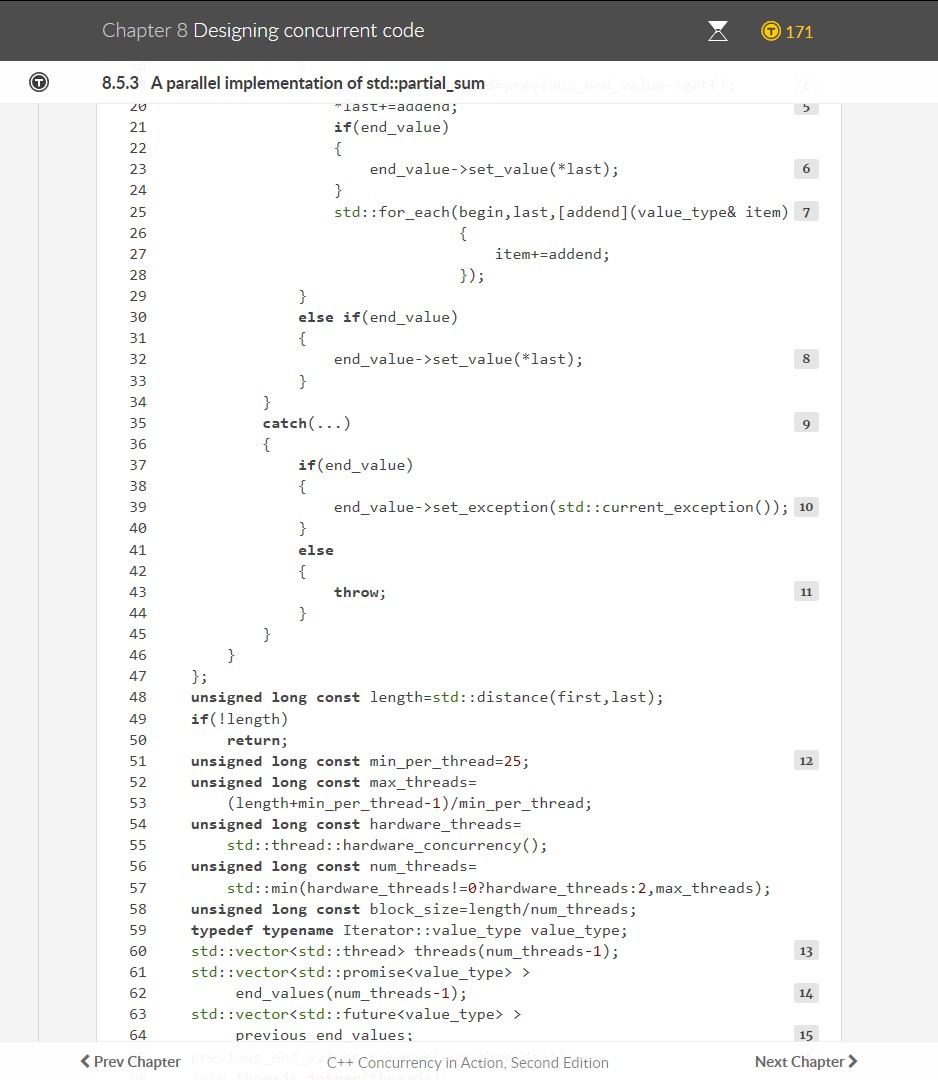 Chapter 8 Designing concurrent code
171
8.5.3 A parallel implementation of std::partial_sum
=previous_end_value->get();
20 *last+=addend; 5
21 if(end_value)
22 {
23 end_value->set_value(*last); 6
24 }
25 std::for_each(begin,last,[addend](value_type& item) 7
26 {
27 item+=addend;
28 });
29 }
30 else if(end_value)
31 {
32 end_value->set_value(*last); 8
33 }
34 }
35 catch(...) 9
36 {
37 if(end_value)
38 {
39 end_value->set_exception(std::current_exception()); 10
40 }
41 else
42 {
43 throw; 11
44 }
45 }
46 }
47 };
48 unsigned long const length=std::distance(first,last);
49 if(!length)
50 return;
51 unsigned long const min_per_thread=25; 12
52 unsigned long const max_threads=
53 (length+min_per_thread-1)/min_per_thread;
54 unsigned long const hardware_threads=
55 std::thread::hardware_concurrency();
56 unsigned long const num_threads=
57 std::min(hardware_threads!=0?hardware_threads:2,max_threads);
58 unsigned long const block_size=length/num_threads;
59 typedef typename Iterator::value_type value_type;
60 std::vector<std::thread> threads(num_threads-1); 13
61 std::vector<std::promise<value_type> >
62 end_values(num_threads-1); 14
63 std::vector<std::future<value_type> >
64 previous_end_values; 15
Prev Chapter C++ Concurrency in Action, Second Edition Next Chapter